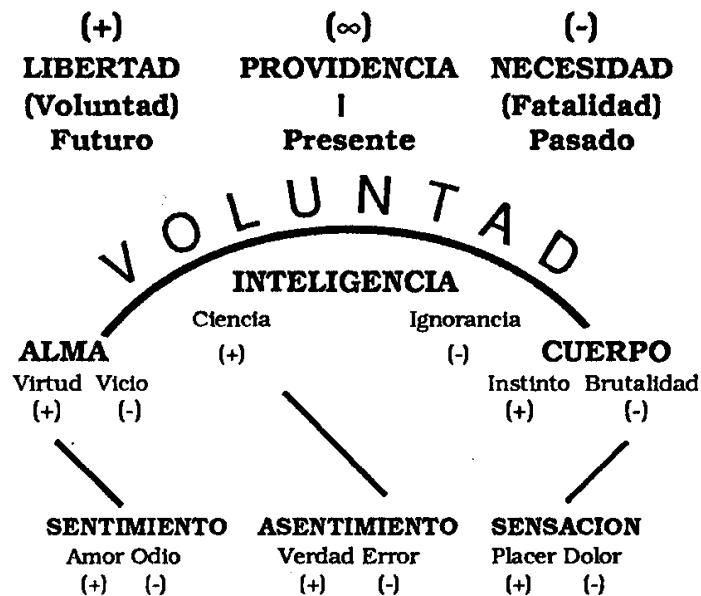 (+) (∞) (-)
LIBERTAD PROVIDENCIA NECESIDAD
(Voluntad) | (Fatalidad)
Futuro Presente Pasado
VOLUNTAD
INTELIGENCIA
Ciencia Ignorancia
ALMA (+) (-) CUERPO
Virtud Vicio Instinto Brutalidad
(+) (-) (+) (-)
SENTIMIENTO ASENTIMIENTO SENSACION
Amor Odio Verdad Error Placer Dolor
(+) (-) (+) (-) (+) (-)